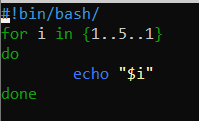 #!bin/bash/
for i in {1..5..1}
do
        echo "$i"
done